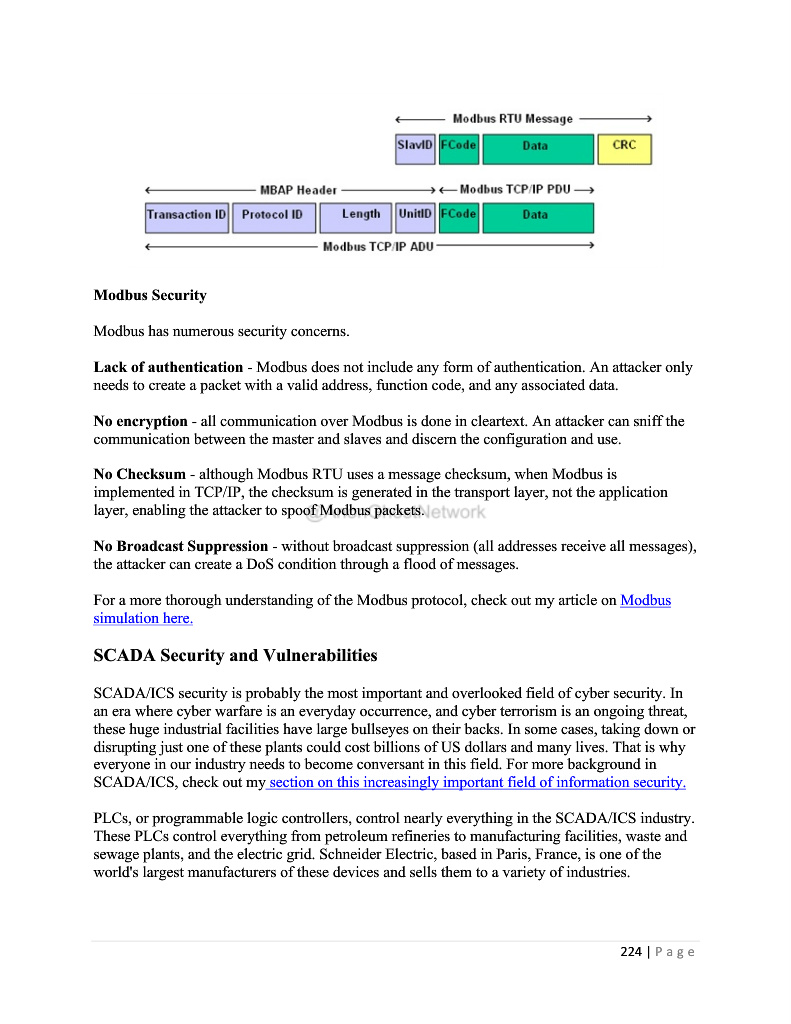 Modbus RTU Message
SlavID FCode Data CRC
MBAP Header Modbus TCP/IP PDU
Transaction ID Protocol ID Length UnitID FCode Data
Modbus TCP/IP ADU
Modbus Security
Modbus has numerous security concerns.
Lack of authentication - Modbus does not include any form of authentication. An attacker only
needs to create a packet with a valid address, function code, and any associated data.
No encryption - all communication over Modbus is done in cleartext. An attacker can sniff the
communication between the master and slaves and discern the configuration and use.
No Checksum - although Modbus RTU uses a message checksum, when Modbus is
implemented in TCP/IP, the checksum is generated in the transport layer, not the application
layer, enabling the attacker to spoof Modbus packets.
No Broadcast Suppression - without broadcast suppression (all addresses receive all messages),
the attacker can create a DoS condition through a flood of messages.
For a more thorough understanding of the Modbus protocol, check out my article on Modbus
simulation here.
SCADA Security and Vulnerabilities
SCADA/ICS security is probably the most important and overlooked field of cyber security. In
an era where cyber warfare is an everyday occurrence, and cyber terrorism is an ongoing threat,
these huge industrial facilities have large bullseyes on their backs. In some cases, taking down or
disrupting just one of these plants could cost billions of US dollars and many lives. That is why
everyone in our industry needs to become conversant in this field. For more background in
SCADA/ICS, check out my section on this increasingly important field of information security.
PLCs, or programmable logic controllers, control nearly everything in the SCADA/ICS industry.
These PLCs control everything from petroleum refineries to manufacturing facilities, waste and
sewage plants, and the electric grid. Schneider Electric, based in Paris, France, is one of the
world's largest manufacturers of these devices and sells them to a variety of industries.
224 | Page